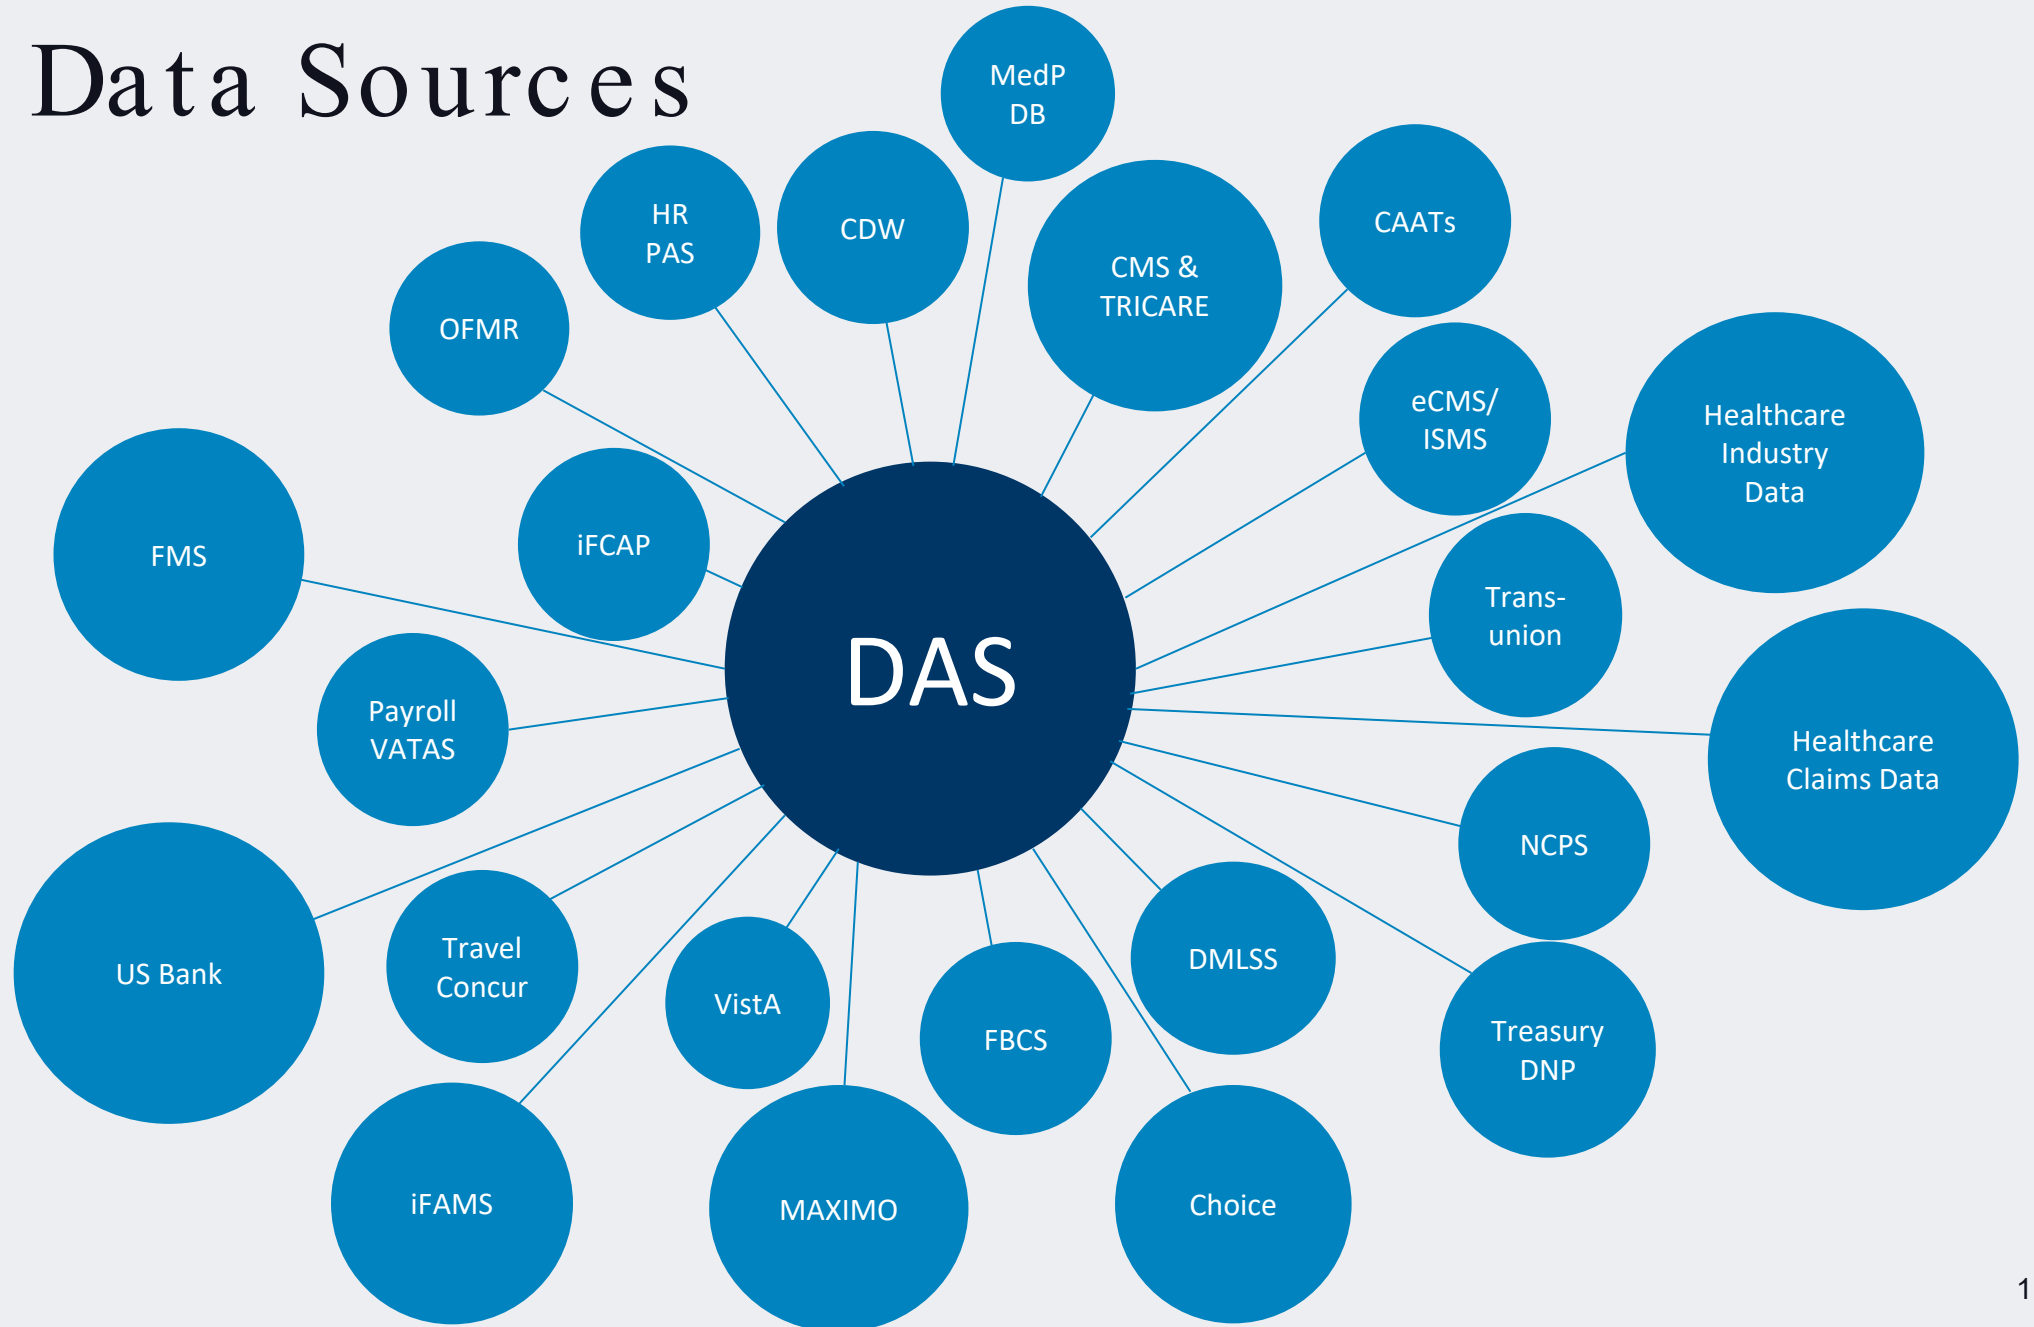 Data Sources
MedP
DB
HR
PAS
CDW
CAATs
CMS &
TRICARE
OFMR
eCMS/
ISMS
Healthcare
Industry
Data
FMS
iFCAP
Trans-
union
DAS
Payroll
VATAS
Healthcare
Claims Data
NCPS
US Bank
Travel
Concur
VistA
DMLSS
FBCS
Treasury
DNP
iFAMS
MAXIMO
Choice
1